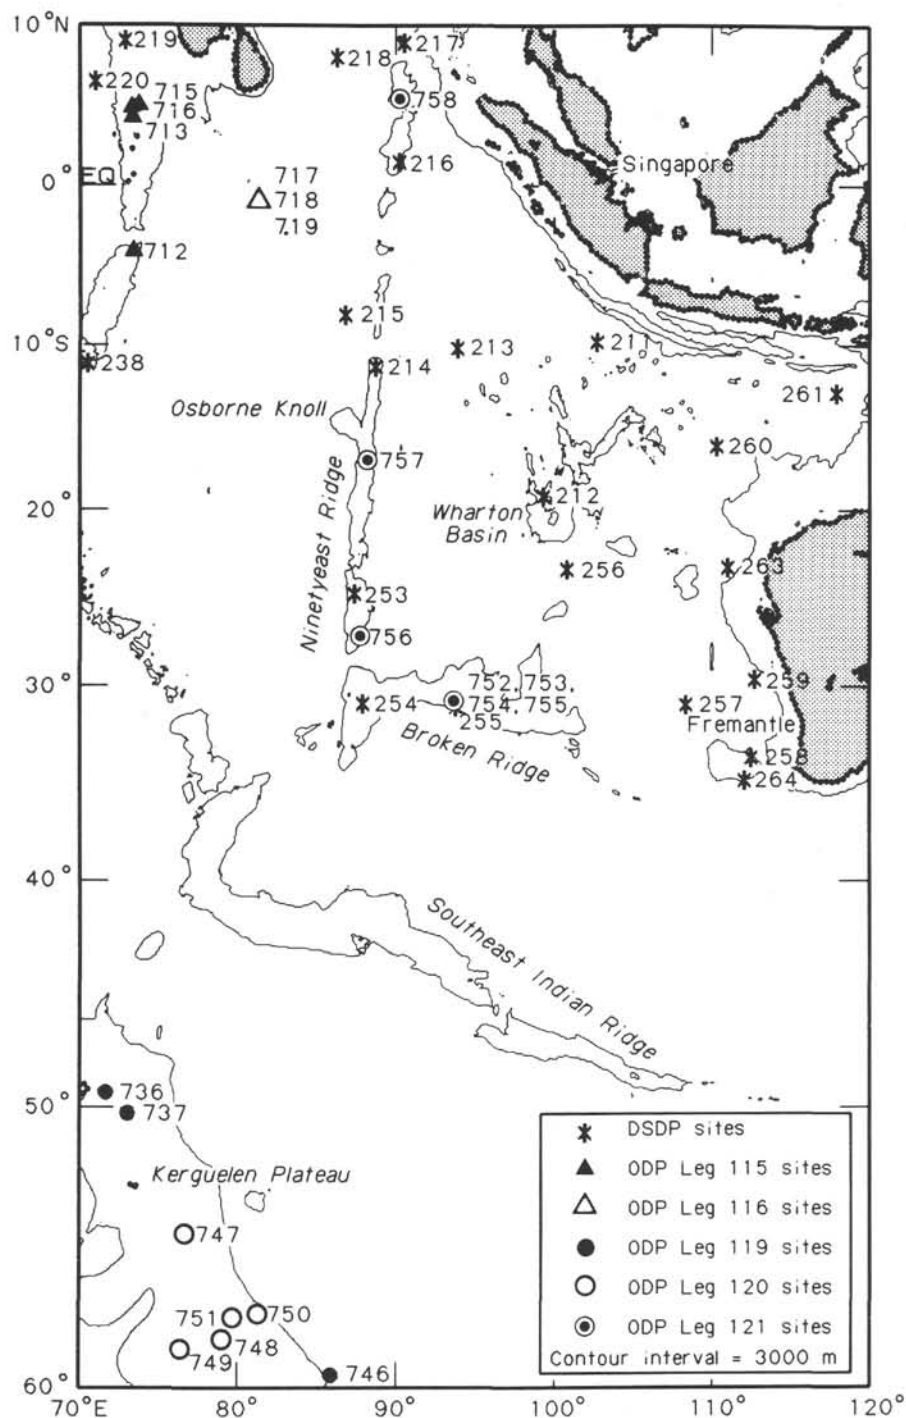 10°N
219
218
217
220
715
716
713
758
216
Singapore
EQ
0°
717
718
719
712
215
213
211
10°S
238
214
261
Osborne Knoll
260
757
212
20°
Wharton
Basin
Ninetyeast Ridge
256
263
253
756
30°
752, 753,
754, 755,
254
255
259
257
Fremantle
Broken Ridge
258
264
40°
Southeast Indian Ridge
736
50°
737
Kerguelen Plateau
747
751
750
748
749
746
60°
70°E
80°
90°
100°
110°
120°
DSDP sites
ODP Leg 115 sites
ODP Leg 116 sites
ODP Leg 119 sites
ODP Leg 120 sites
ODP Leg 121 sites
Contour interval = 3000 m